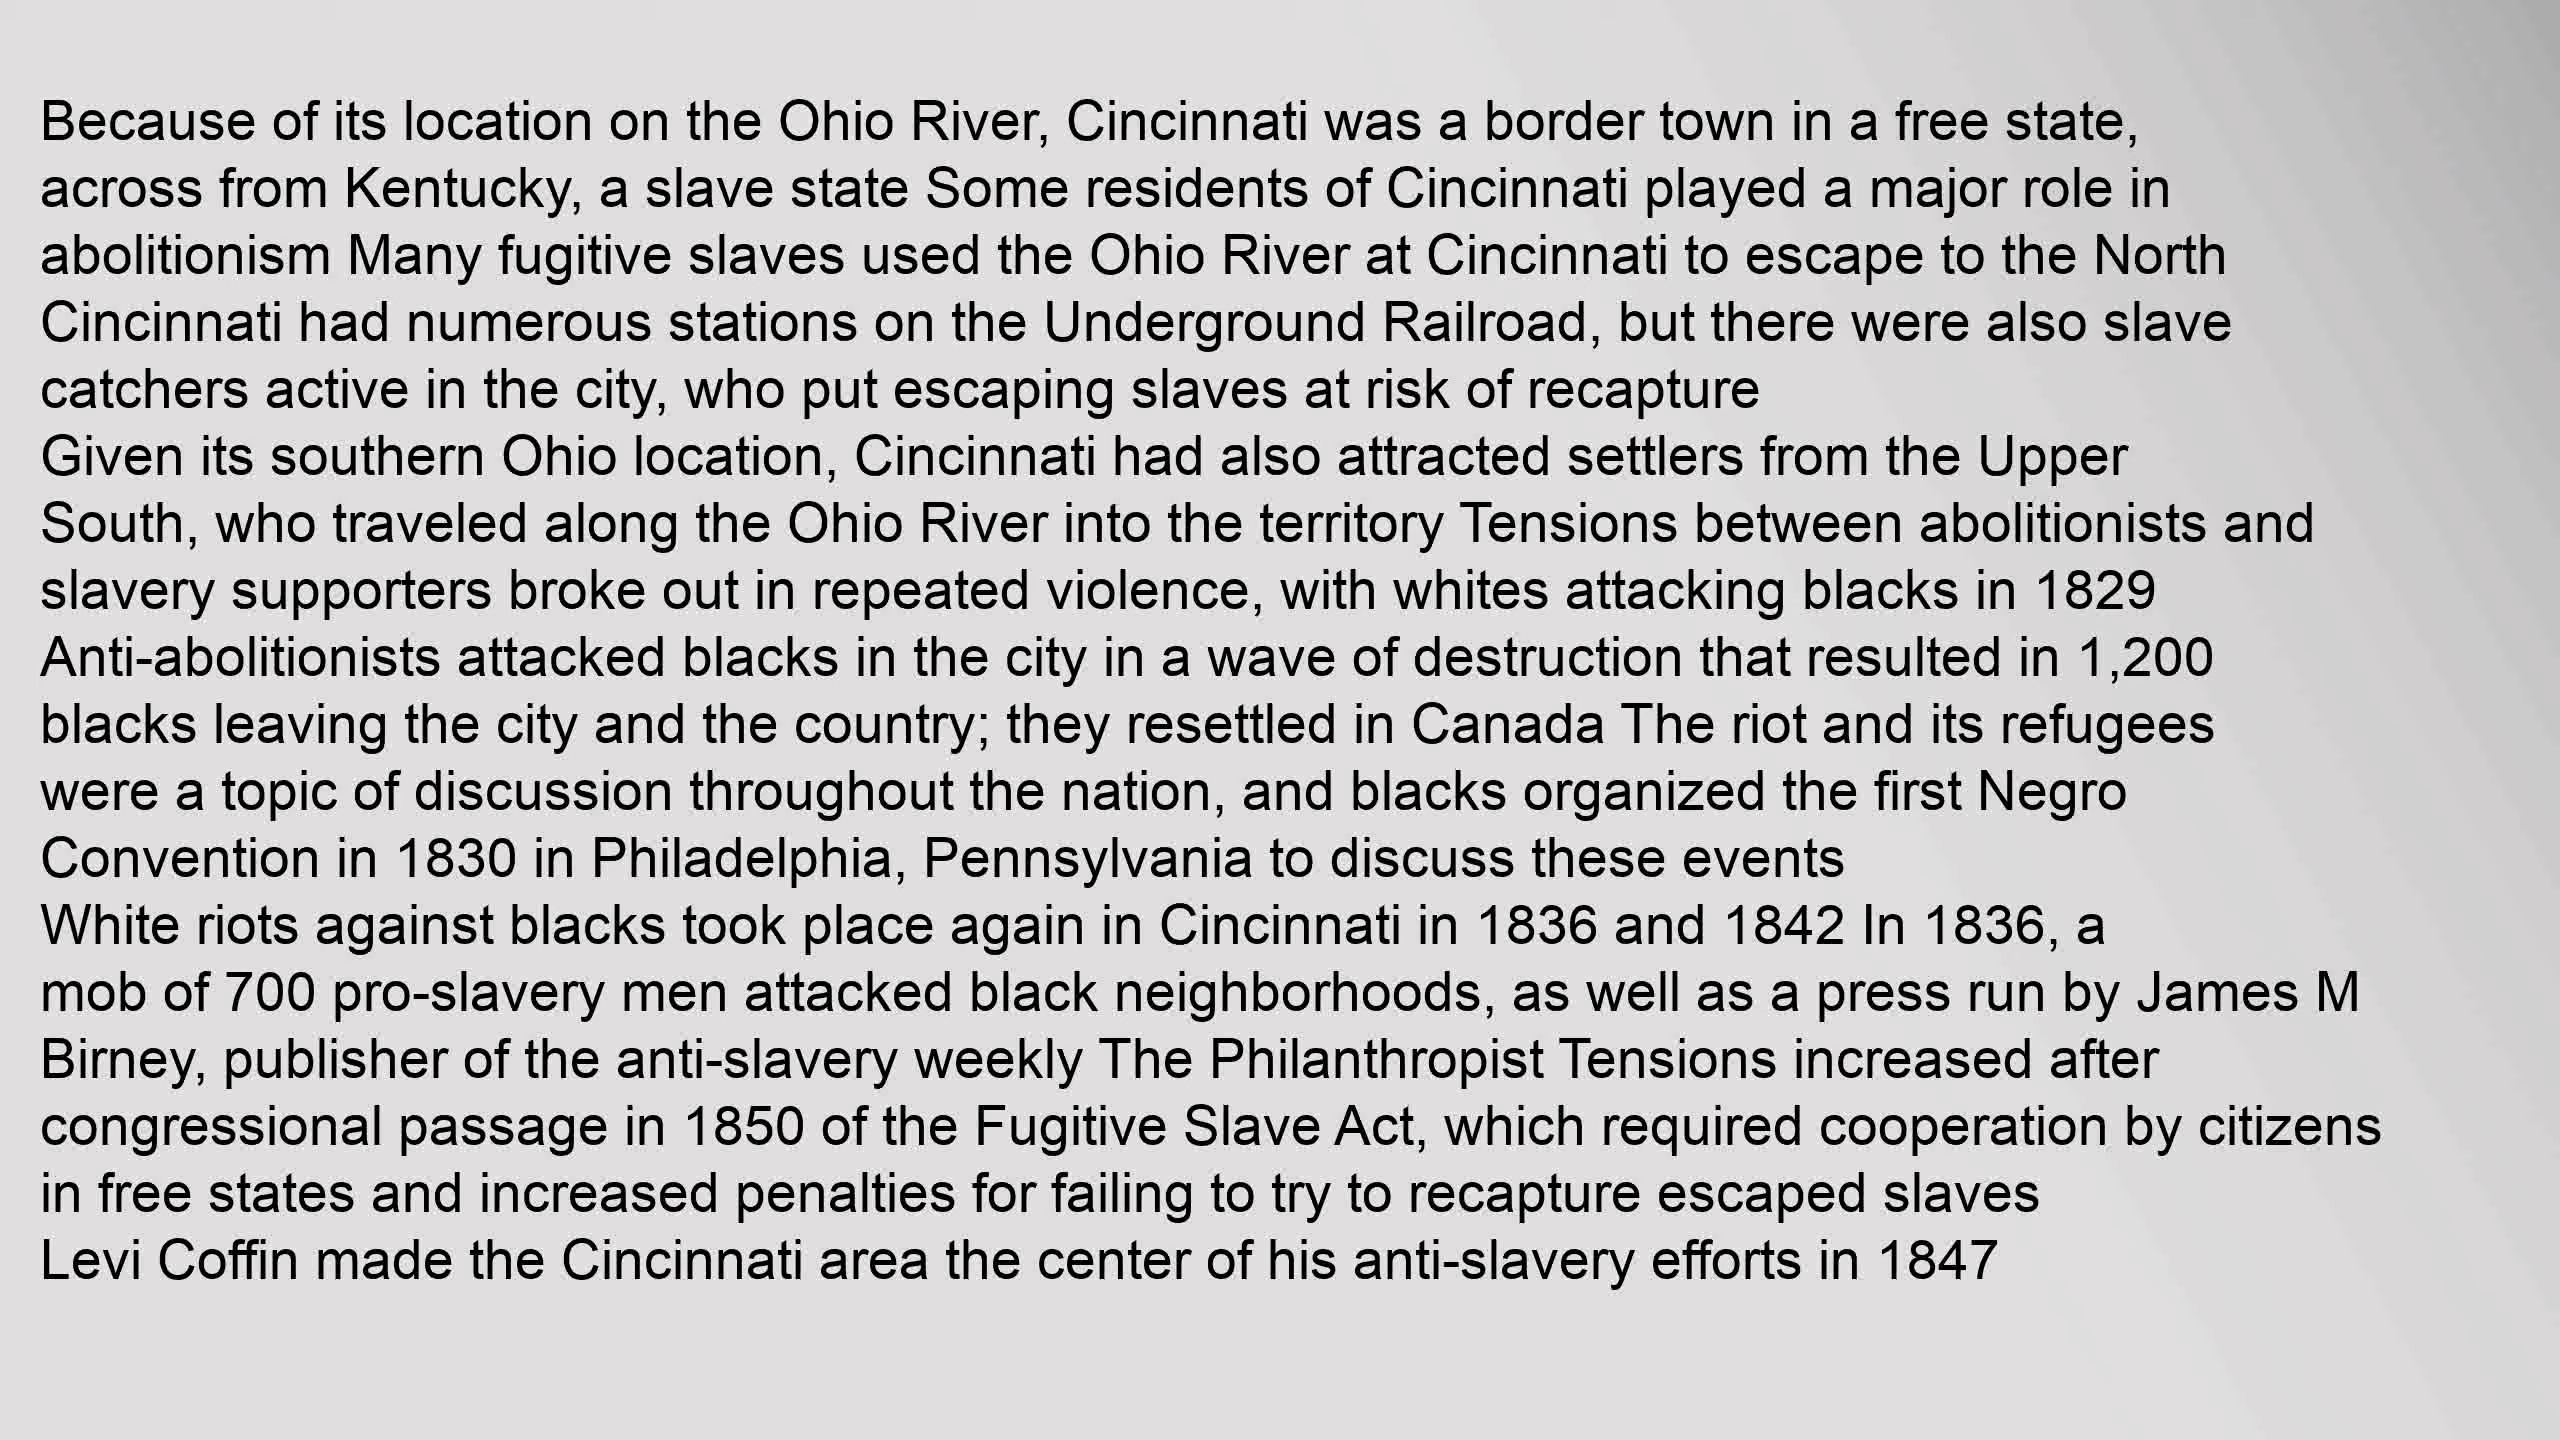 Because of its location on the Ohio River, Cincinnati was a border town in a free state,
across from Kentucky, a slave state Some residents of Cincinnati played a major role in
abolitionism Many fugitive slaves used the Ohio River at Cincinnati to escape to the North
Cincinnati had numerous stations on the Underground Railroad, but there were also slave
catchers active in the city, who put escaping slaves at risk of recapture
Given its southern Ohio location, Cincinnati had also attracted settlers from the Upper
South, who traveled along the Ohio River into the territory Tensions between abolitionists and
slavery supporters broke out in repeated violence, with whites attacking blacks in 1829
Anti-abolitionists attacked blacks in the city in a wave of destruction that resulted in 1,200
blacks leaving the city and the country; they resettled in Canada The riot and its refugees
were a topic of discussion throughout the nation, and blacks organized the first Negro
Convention in 1830 in Philadelphia, Pennsylvania to discuss these events
White riots against blacks took place again in Cincinnati in 1836 and 1842 In 1836, a
mob of 700 pro-slavery men attacked black neighborhoods, as well as a press run by James M
Birney, publisher of the anti-slavery weekly The Philanthropist Tensions increased after
congressional passage in 1850 of the Fugitive Slave Act, which required cooperation by citizens
in free states and increased penalties for failing to try to recapture escaped slaves
Levi Coffin made the Cincinnati area the center of his anti-slavery efforts in 1847